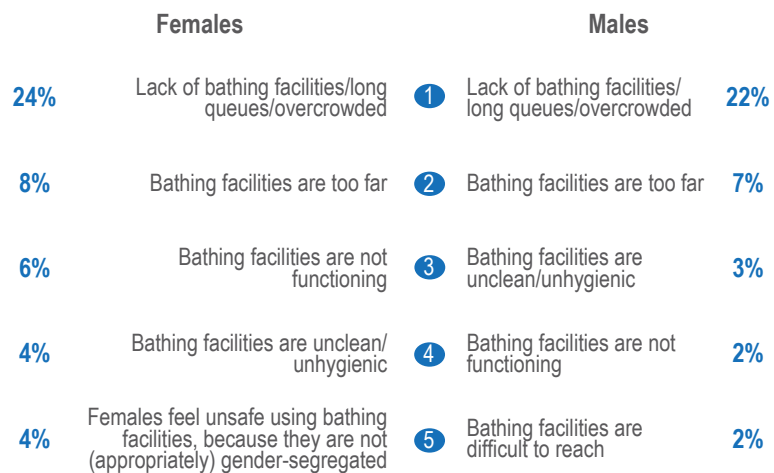 Females Males
24% Lack of bathing facilities/long queues/overcrowded 1 Lack of bathing facilities/ long queues/overcrowded 22%
8% Bathing facilities are too far 2 Bathing facilities are too far 7%
6% Bathing facilities are not functioning 3 Bathing facilities are unclean/unhygienic 3%
4% Bathing facilities are unclean/ unhygienic 4 Bathing facilities are not functioning 2%
4% Females feel unsafe using bathing facilities, because they are not (appropriately) gender-segregated 5 Bathing facilities are difficult to reach 2%